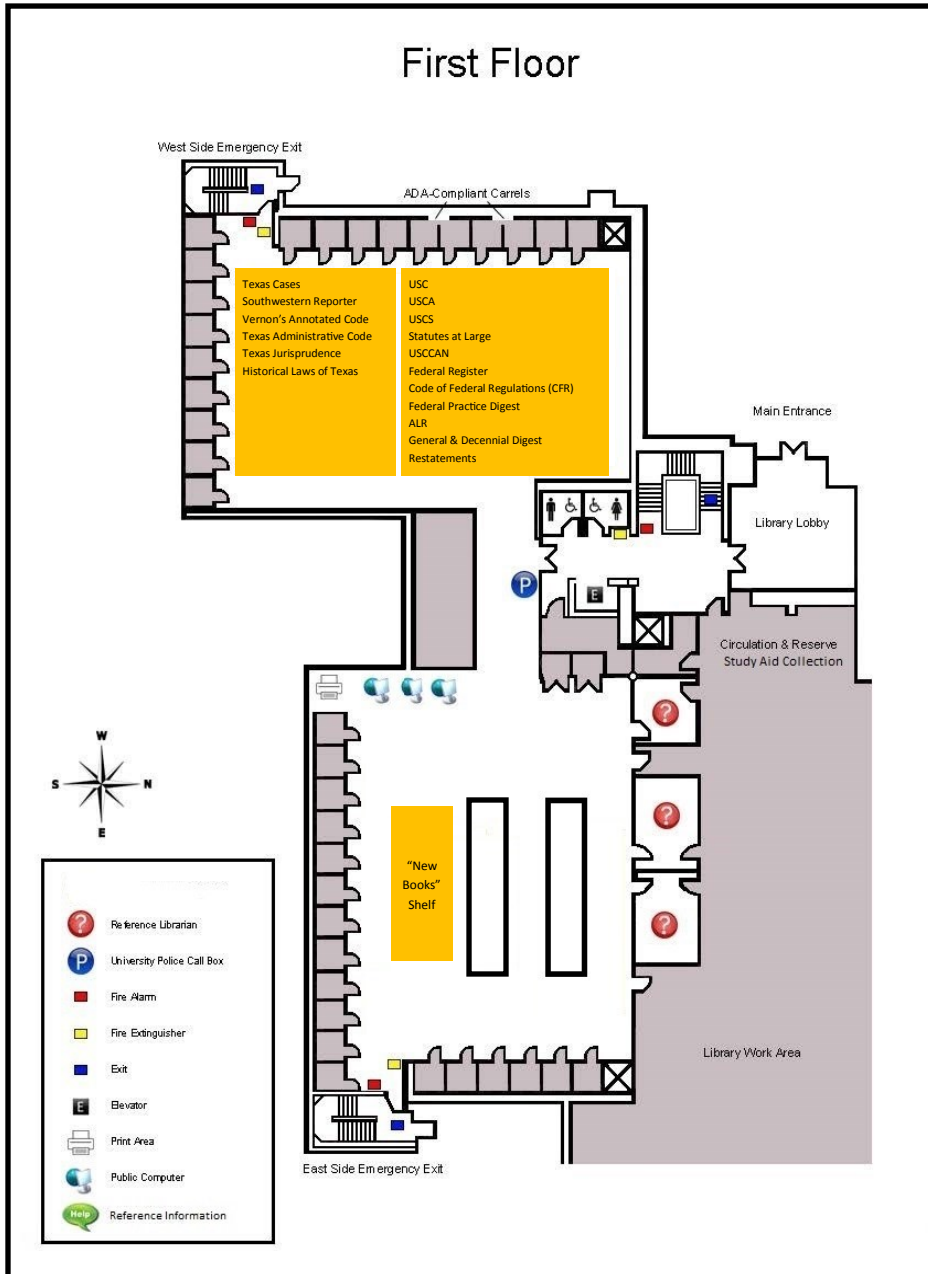 First Floor
West Side Emergency Exit
ADA-Compliant Carrels
Texas Cases
Southwestern Reporter
Vernon's Annotated Code
Texas Administrative Code
Texas Jurisprudence
Historical Laws of Texas
USC
USCA
USCS
Statutes at Large
USCCAN
Federal Register
Code of Federal Regulations (CFR)
Federal Practice Digest
ALR
General & Decennial Digest
Restatements
Main Entrance
Library Lobby
P
E
Circulation & Reserve
Study Aid Collection
?
?
?
W
S
N
E
“New
Books”
Shelf
Library Work Area
East Side Emergency Exit
? Reference Librarian
P University Police Call Box
Fire Alarm
Fire Extinguisher
Exit
E Elevator
Print Area
Public Computer
Help Reference Information